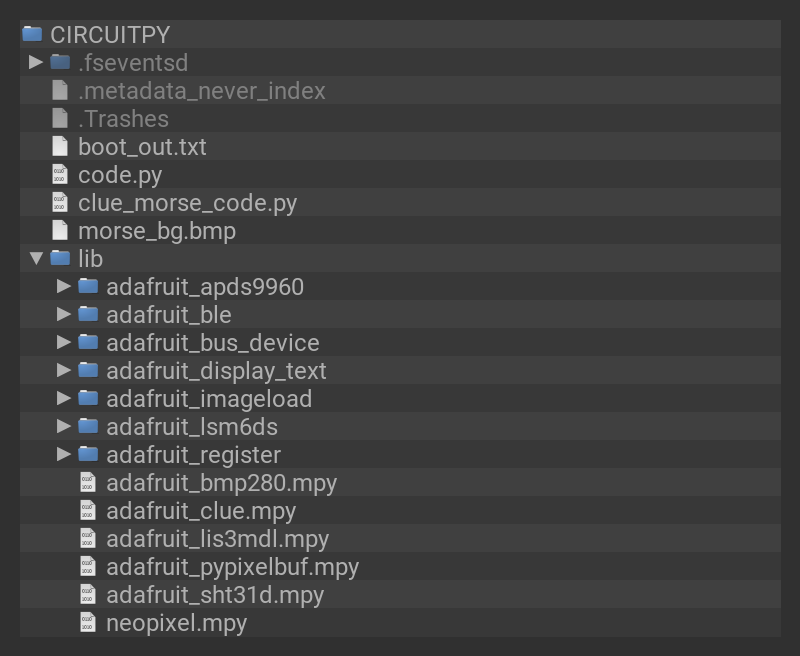 CIRCUITPY
.fseventsd
.metadata_never_index
.Trashes
boot_out.txt
code.py
clue_morse_code.py
morse_bg.bmp
lib
adafruit_apds9960
adafruit_ble
adafruit_bus_device
adafruit_display_text
adafruit_imageload
adafruit_lsm6ds
adafruit_register
adafruit_bmp280.mpy
adafruit_clue.mpy
adafruit_lis3mdl.mpy
adafruit_pypixelbuf.mpy
adafruit_sht31d.mpy
neopixel.mpy